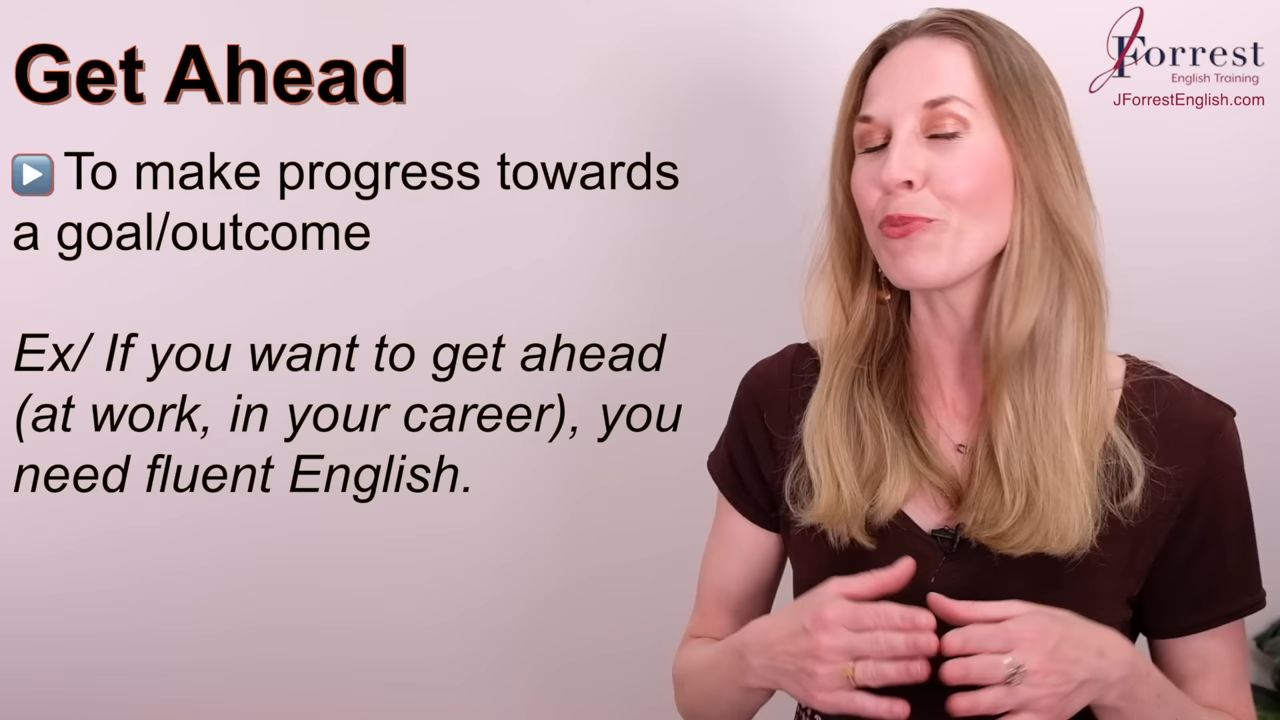 Get Ahead
To make progress towards
a goal/outcome
Ex/ If you want to get ahead
(at work, in your career), you
need fluent English.
JForrest
English Training
JForrestEnglish.com